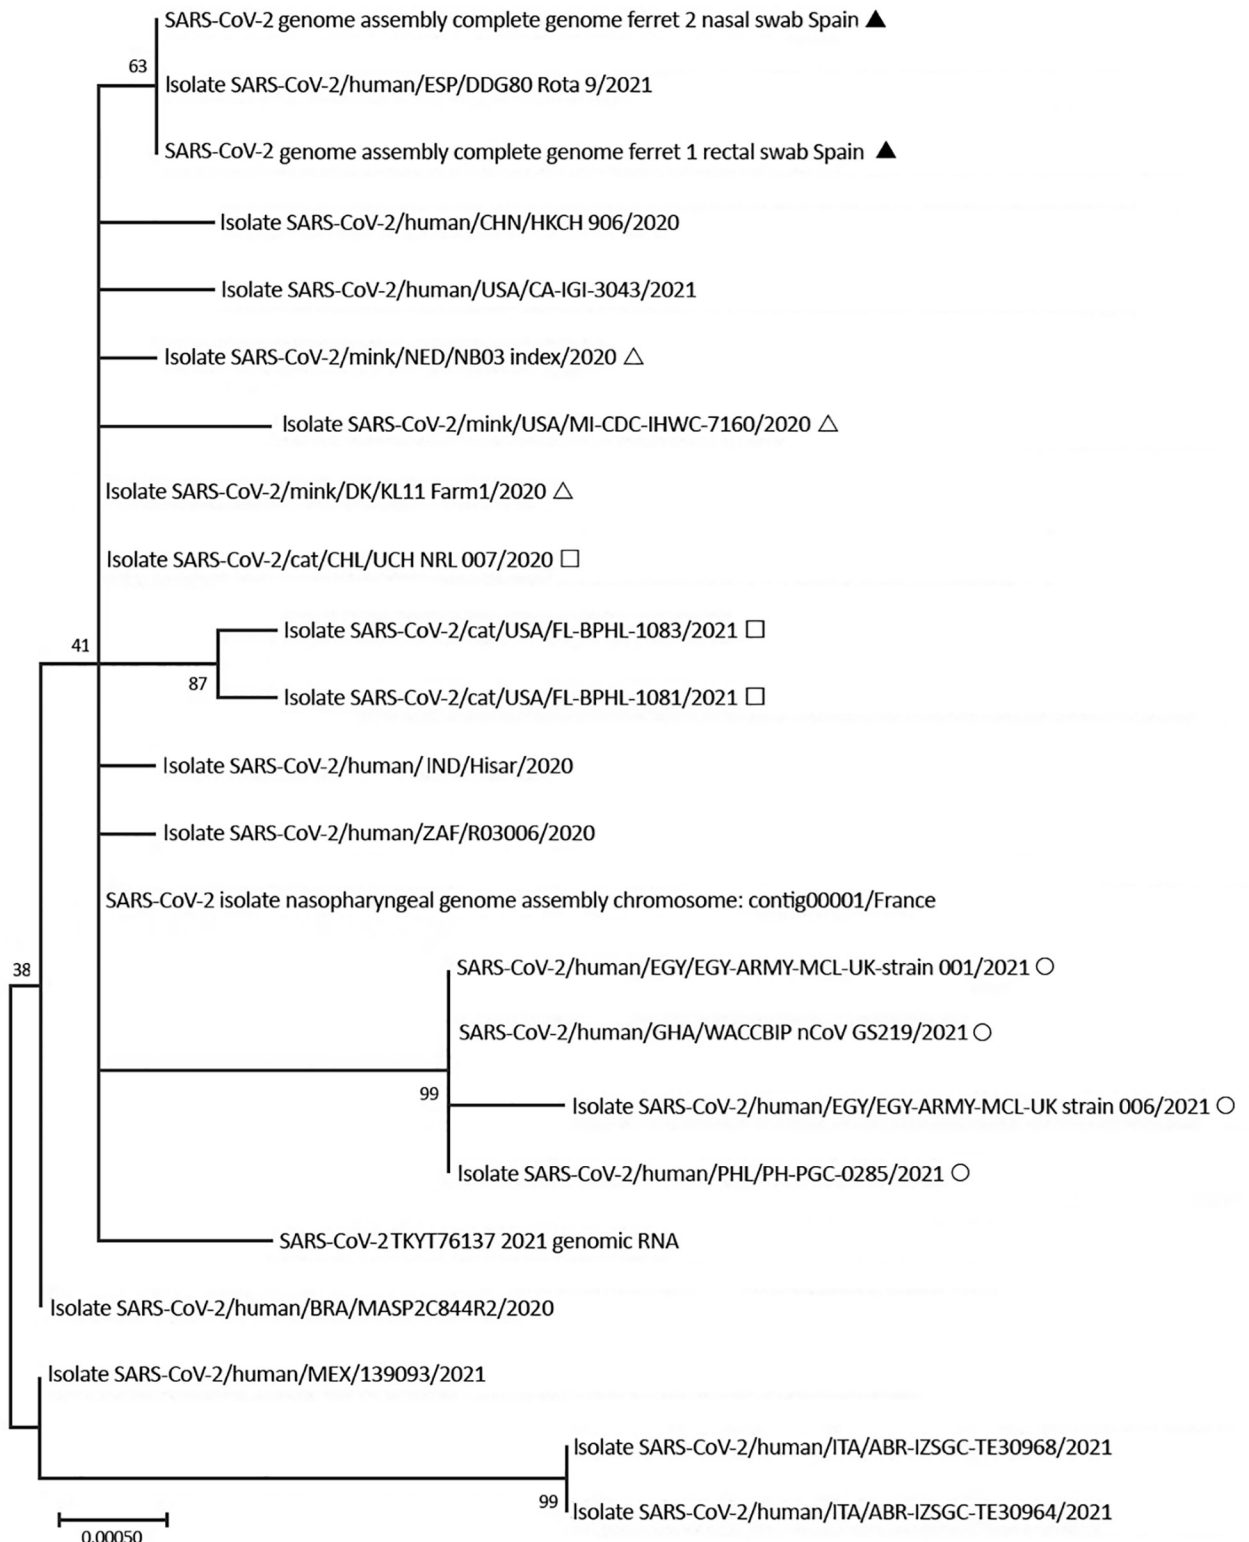 SARS-CoV-2 genome assembly complete genome ferret 2 nasal swab Spain ▲
63
Isolate SARS-CoV-2/human/ESP/DDG80 Rota 9/2021
SARS-CoV-2 genome assembly complete genome ferret 1 rectal swab Spain ▲
Isolate SARS-CoV-2/human/CHN/HKCH 906/2020
Isolate SARS-CoV-2/human/USA/CA-IGI-3043/2021
Isolate SARS-CoV-2/mink/NED/NB03 index/2020 △
Isolate SARS-CoV-2/mink/USA/MI-CDC-IHWC-7160/2020 △
Isolate SARS-CoV-2/mink/DK/KL11 Farm1/2020 △
Isolate SARS-CoV-2/cat/CHL/UCH NRL 007/2020 □
Isolate SARS-CoV-2/cat/USA/FL-BPHL-1083/2021 □
41
87
Isolate SARS-CoV-2/cat/USA/FL-BPHL-1081/2021 □
Isolate SARS-CoV-2/human/ IND/Hisar/2020
Isolate SARS-CoV-2/human/ZAF/R03006/2020
SARS-CoV-2 isolate nasopharyngeal genome assembly chromosome: contig00001/France
38
SARS-CoV-2/human/EGY/EGY-ARMY-MCL-UK-strain 001/2021 ○
SARS-CoV-2/human/GHA/WACCBIP nCoV GS219/2021 ○
99
Isolate SARS-CoV-2/human/EGY/EGY-ARMY-MCL-UK strain 006/2021 ○
Isolate SARS-CoV-2/human/PHL/PH-PGC-0285/2021 ○
SARS-CoV-2 TKYT76137 2021 genomic RNA
Isolate SARS-CoV-2/human/BRA/MASP2C844R2/2020
Isolate SARS-CoV-2/human/MEX/139093/2021
Isolate SARS-CoV-2/human/ITA/ABR-IZSGC-TE30968/2021
99
Isolate SARS-CoV-2/human/ITA/ABR-IZSGC-TE30964/2021
0.00050